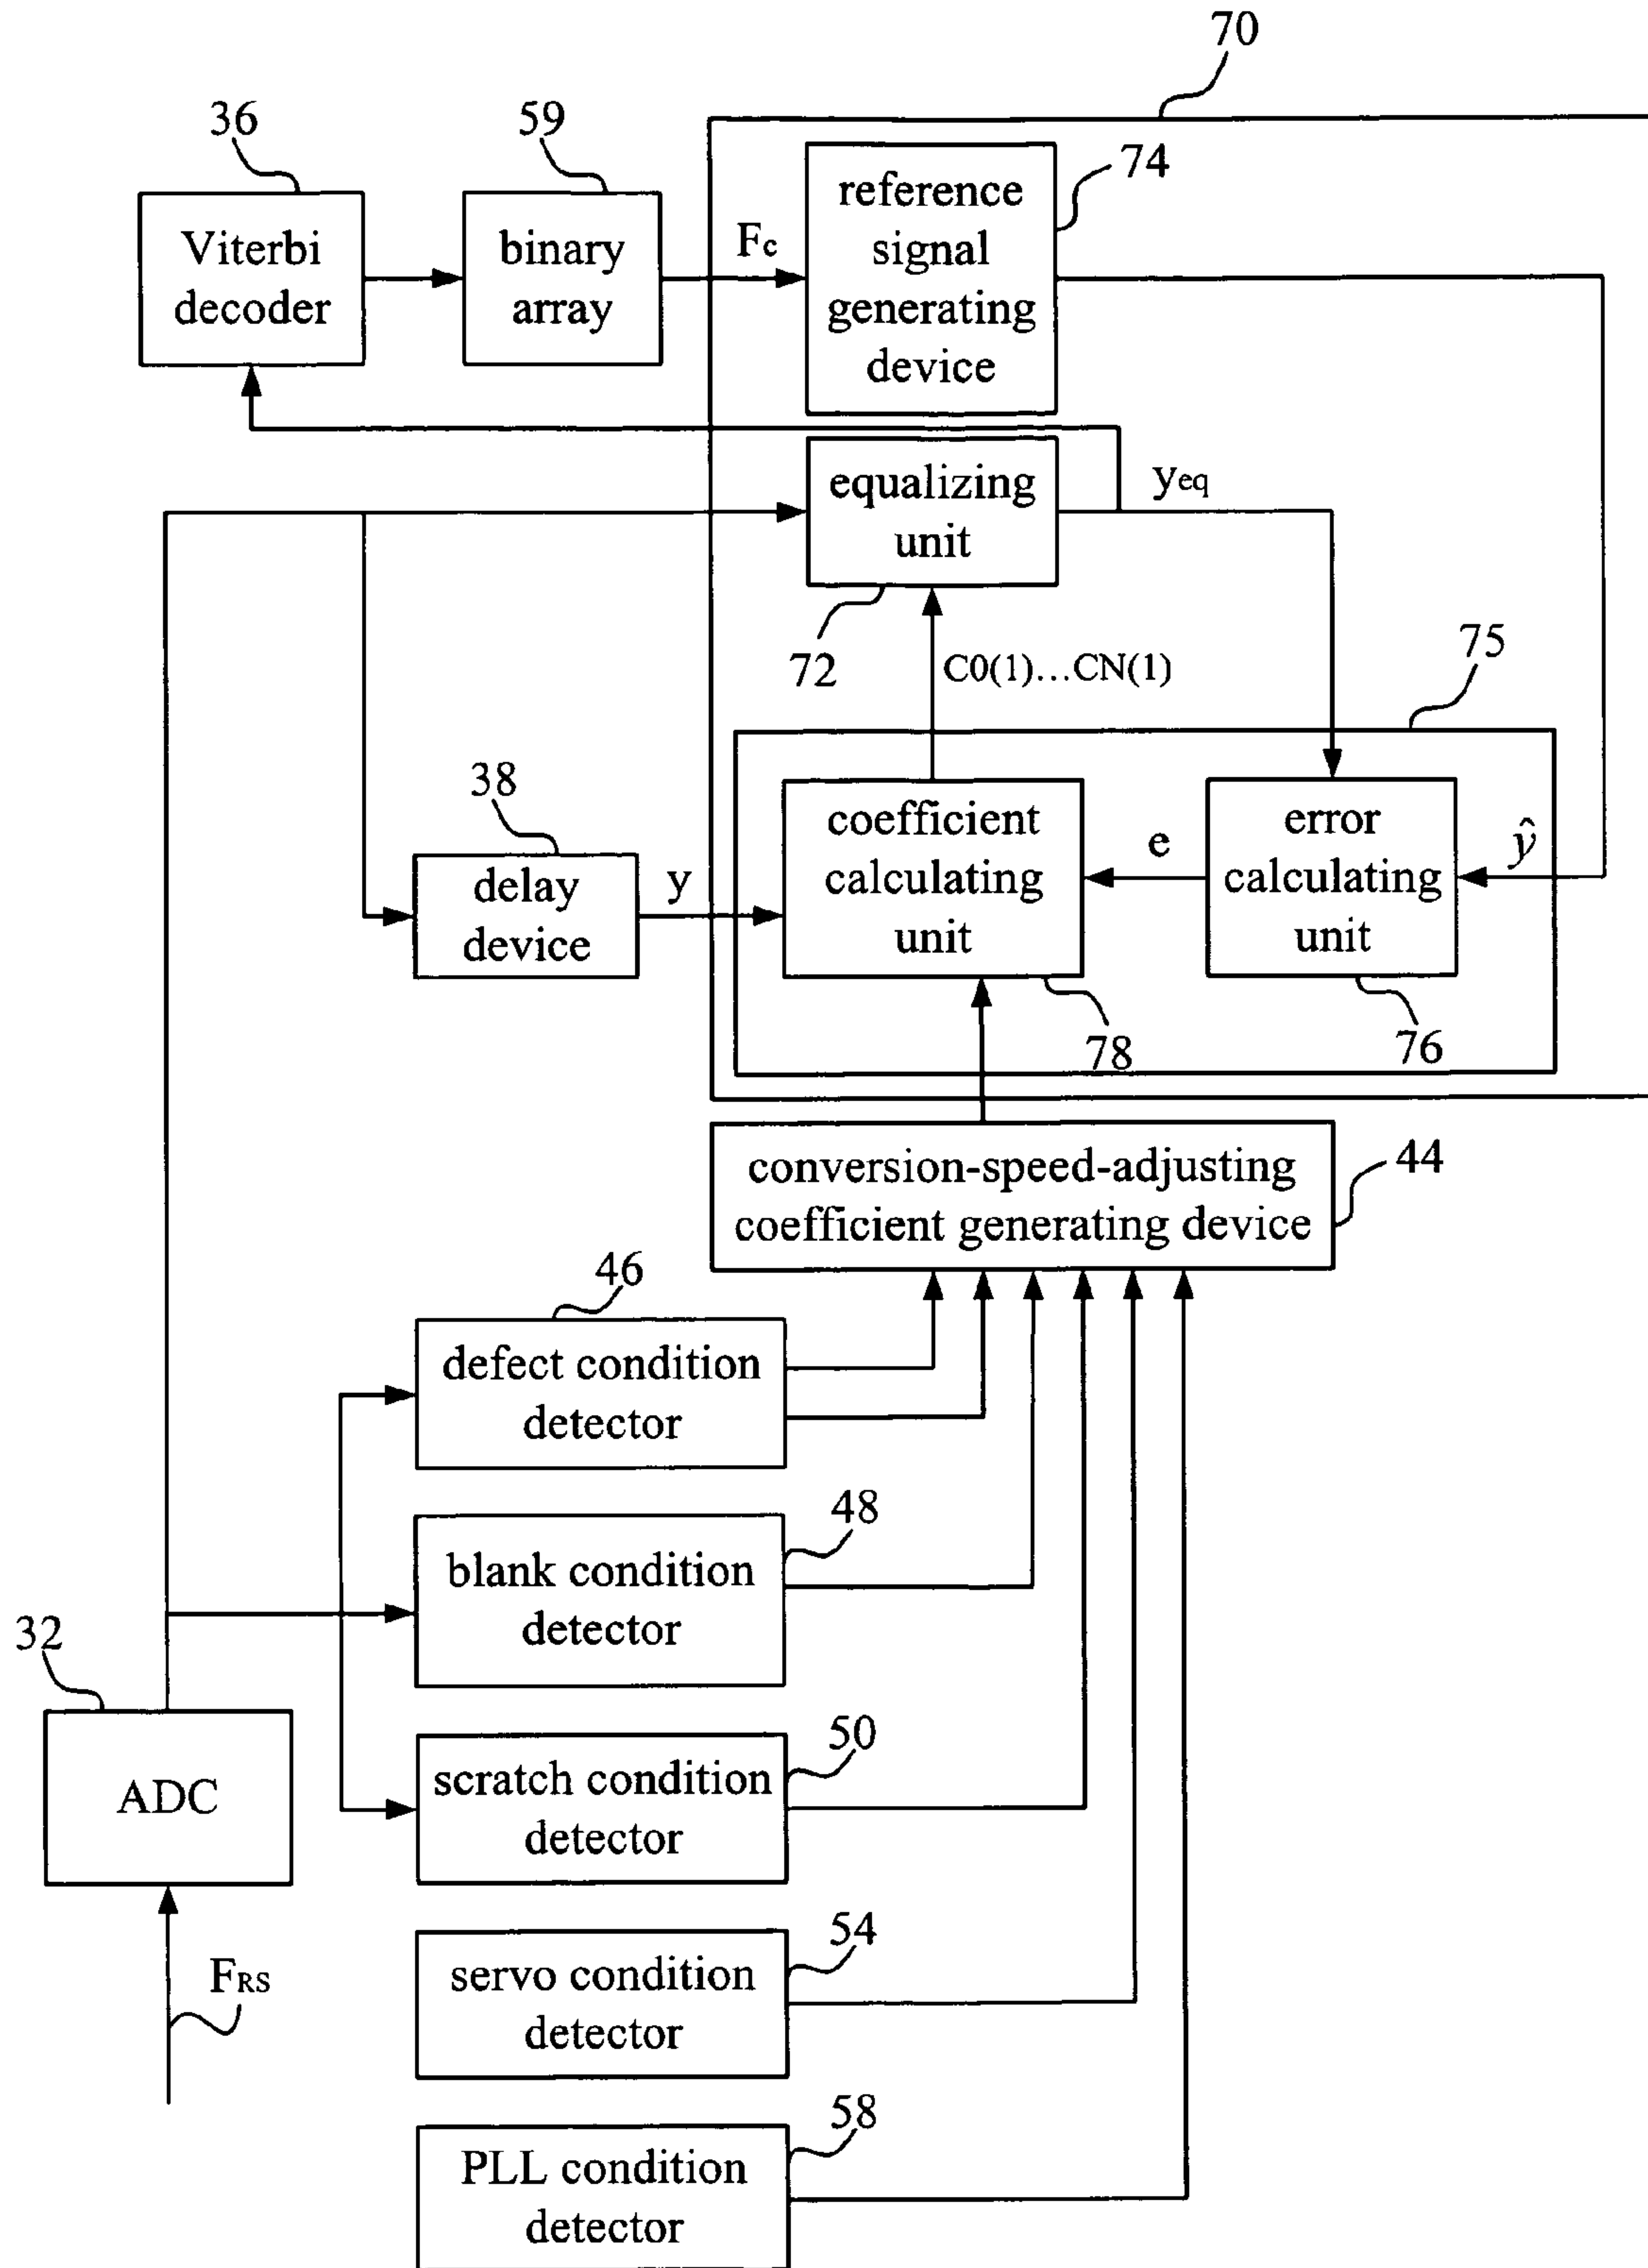 70
36
59
74
Viterbi
decoder
binary
array
Fc
reference
signal
generating
device
equalizing
unit
yeq
72
C0(1)...CN(1)
75
38
delay
device
y
coefficient
calculating
unit
e
error
calculating
unit
ŷ
78
76
conversion-speed-adjusting
coefficient generating device
44
46
defect condition
detector
48
blank condition
detector
32
ADC
50
scratch condition
detector
54
FRS
servo condition
detector
58
PLL condition
detector